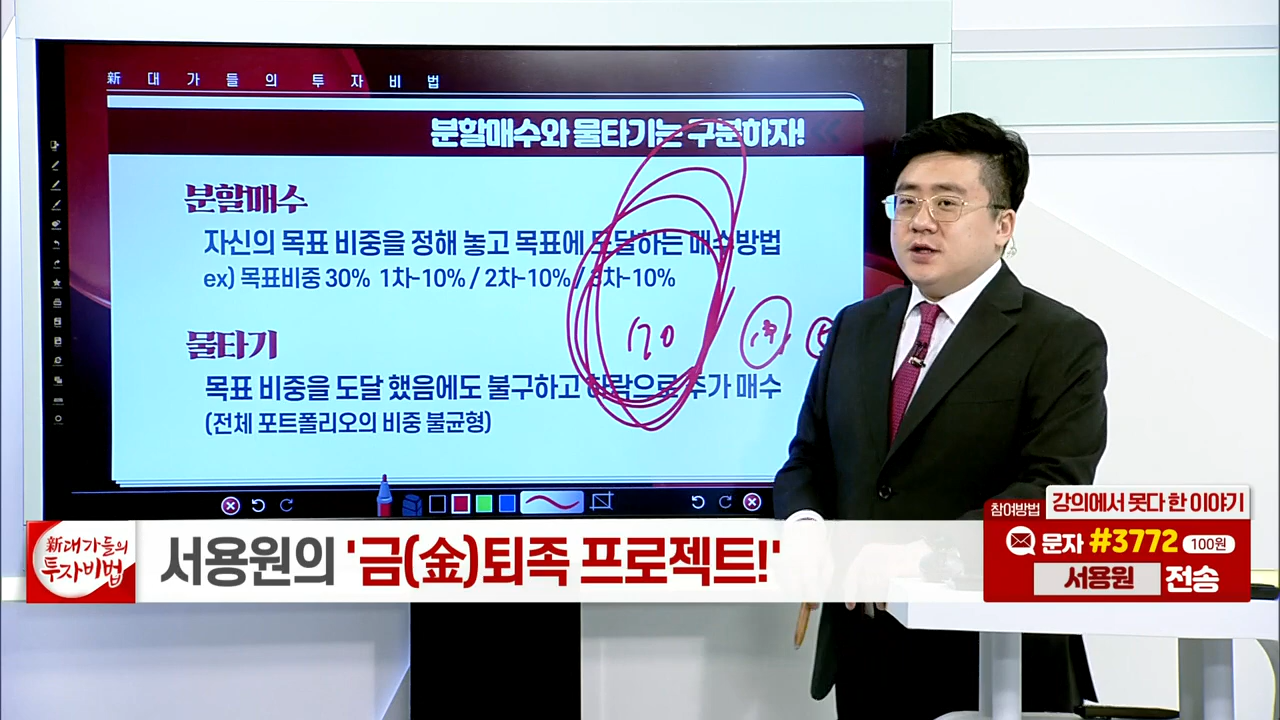 新 대가들의 투자비법
분할매수와 물타기는 구분하자!
분할매수
자신의 목표 비중을 정해 놓고 목표에 도달하는 매수방법
ex) 목표비중 30% 1차-10% / 2차-10% / 3차-10%
물타기
목표 비중을 도달 했음에도 불구하고 하락으로 추가 매수
(전체 포트폴리오의 비중 불균형)
新 대가들의
투자비법
서용원의 '금(金)퇴족 프로젝트!'
참여방법 강의에서 못다 한 이야기
문자 #3772 100원
서용원 전송